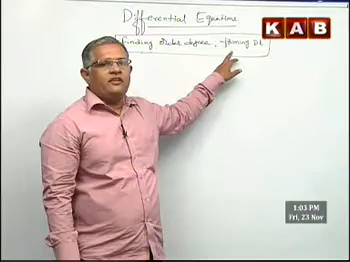 Differential Equations
Finding order degree, forming DE
KAB
1:03 PM
Fri, 23 Nov